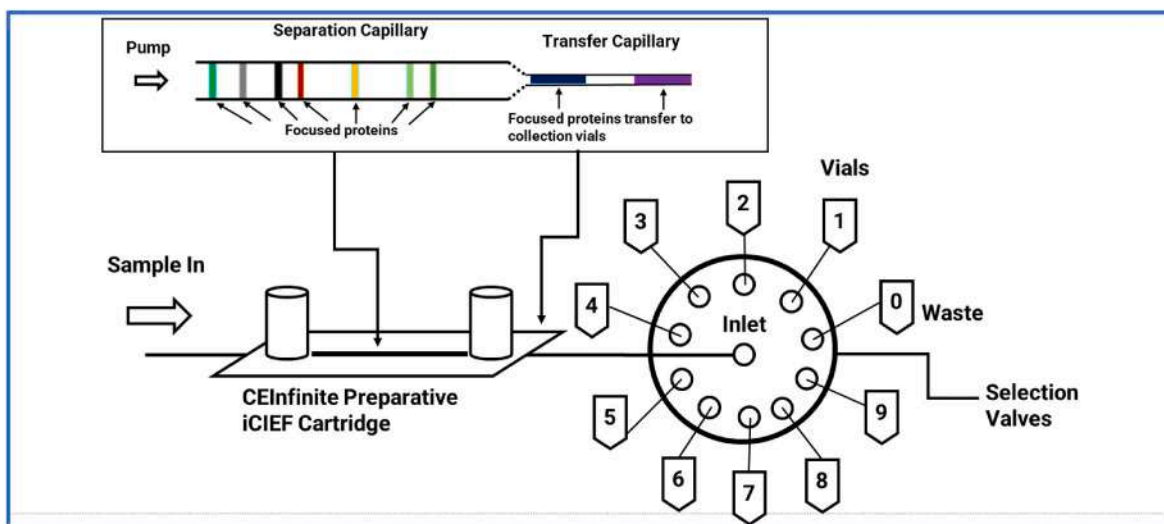 Separation Capillary
Pump
Transfer Capillary
Focused proteins
Focused proteins transfer to
collection vials
Vials
2
3
1
Sample In
4
0
Inlet
Waste
CEInfinite Preparative
iCIEF Cartridge
5
9
Selection
Valves
6
7
8